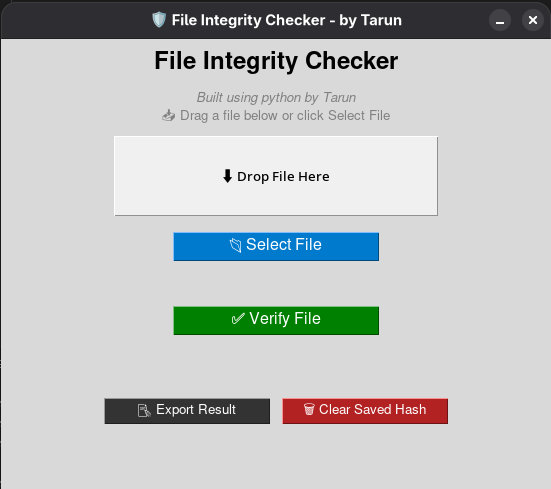 🛡️ File Integrity Checker - by Tarun
File Integrity Checker
Built using python by Tarun
📥 Drag a file below or click Select File
⬇ Drop File Here
📁 Select File
✅ Verify File
📝 Export Result
🗑️ Clear Saved Hash